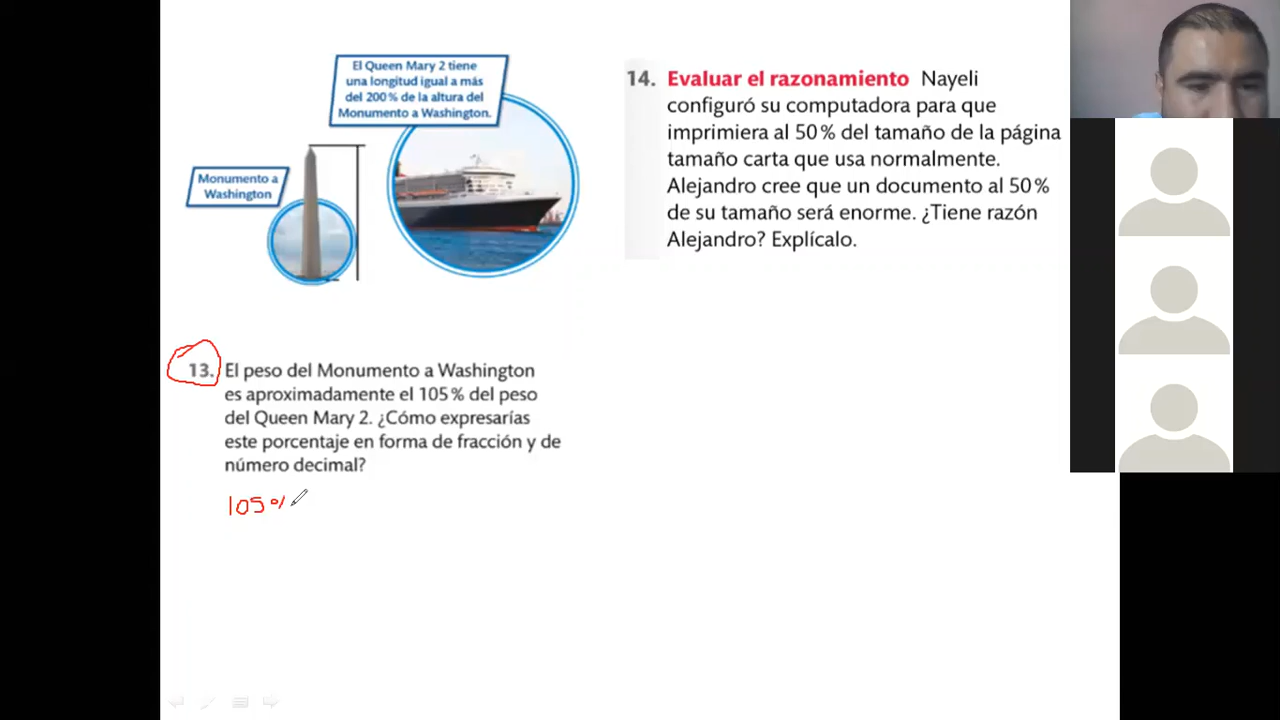 El Queen Mary 2 tiene
una longitud igual a más
del 200% de la altura del
Monumento a Washington.
Monumento a
Washington
13. El peso del Monumento a Washington
es aproximadamente el 105% del peso
del Queen Mary 2. ¿Cómo expresarías
este porcentaje en forma de fracción y de
número decimal?
105%
14. Evaluar el razonamiento Nayeli
configuró su computadora para que
imprimiera al 50% del tamaño de la página
tamaño carta que usa normalmente.
Alejandro cree que un documento al 50%
de su tamaño será enorme. ¿Tiene razón
Alejandro? Explícalo.